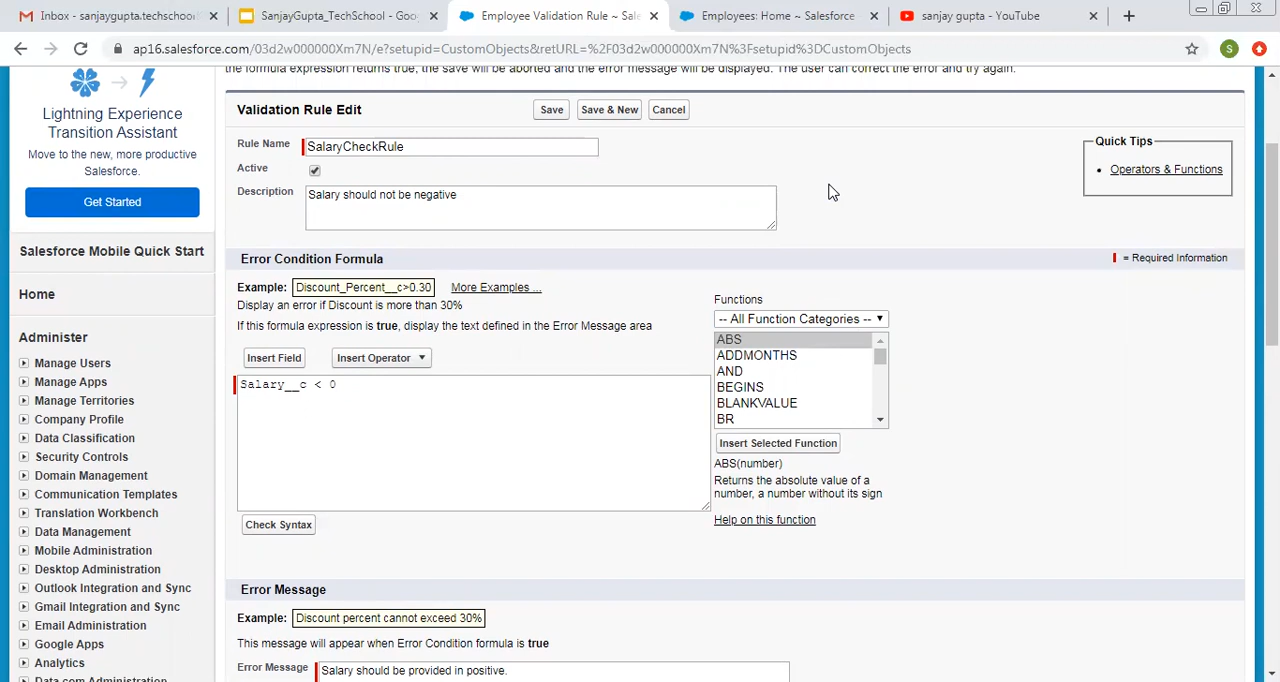 Inbox - sanjaygupta.techschool
SanjayGupta_TechSchool - Goo
Employee Validation Rule ~ Sale
Employees: Home ~ Salesforce
sanjay gupta - YouTube
ap16.salesforce.com/03d2w000000Xm7N/e?setupid=CustomObjects&retURL=%2F03d2w000000Xm7N%3Fsetupid%3DCustomObjects
S
the formula expression returns true, the save will be aborted and the error message will be displayed. The user can correct the error and try again.
Lightning Experience
Transition Assistant
Move to the new, more productive
Salesforce.
Get Started
Salesforce Mobile Quick Start
Home
Administer
Manage Users
Manage Apps
Manage Territories
Company Profile
Data Classification
Security Controls
Domain Management
Communication Templates
Translation Workbench
Data Management
Mobile Administration
Desktop Administration
Outlook Integration and Sync
Gmail Integration and Sync
Email Administration
Google Apps
Analytics
Data.com Administration
Validation Rule Edit
Save
Save & New
Cancel
Rule Name
SalaryCheckRule
Active
Description
Salary should not be negative
Quick Tips
• Operators & Functions
Error Condition Formula
= Required Information
Example: Discount_Percent__c>0.30 More Examples ...
Display an error if Discount is more than 30%
If this formula expression is true, display the text defined in the Error Message area
Insert Field
Insert Operator
Salary__c < 0
Check Syntax
Functions
-- All Function Categories --
ABS
ADDMONTHS
AND
BEGINS
BLANKVALUE
BR
Insert Selected Function
ABS(number)
Returns the absolute value of a
number, a number without its sign
Help on this function
Error Message
Example: Discount percent cannot exceed 30%
This message will appear when Error Condition formula is true
Error Message
Salary should be provided in positive.